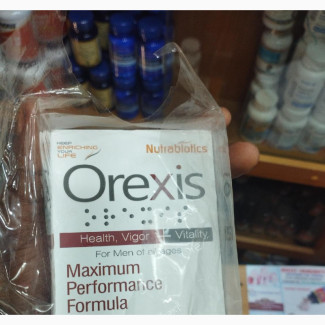 KEEP
ENRICHING
YOUR
LIFE
Nutrabiotics
Orexis
Health, Vigor + Vitality
For Men of all ages
Maximum
Performance
Formula